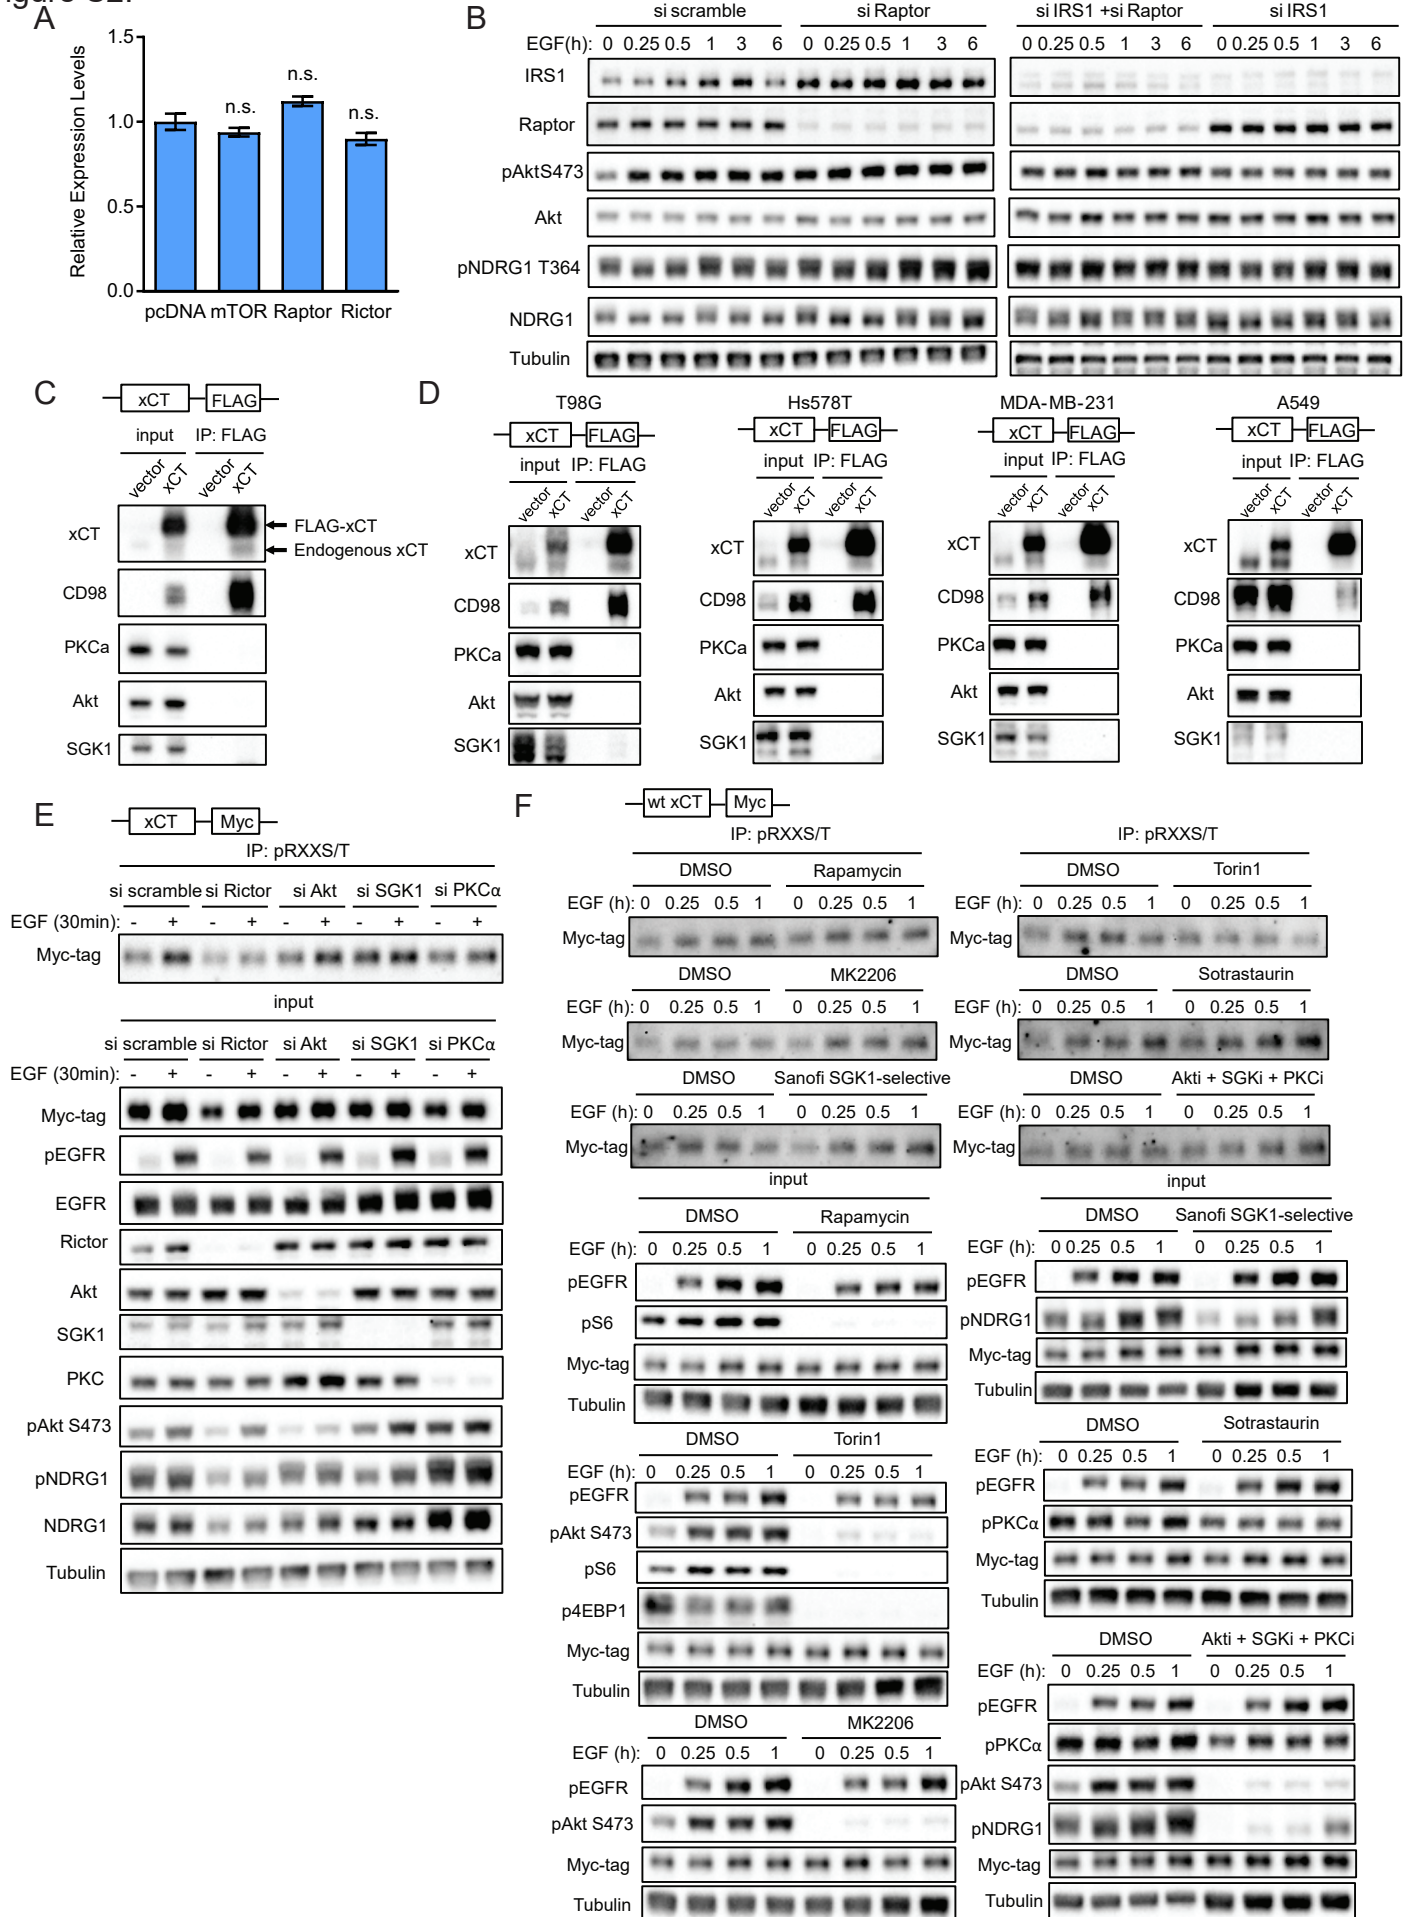 A
1.5
1.0
0.5
0.0
Relative Expression Levels
n.s.
n.s.
n.s.
pcDNA mTOR Raptor Rictor
B
si scramble si Raptor si IRS1 +si Raptor si IRS1
EGF(h): 0 0.25 0.5 1 3 6 0 0.25 0.5 1 3 6 0 0.25 0.5 1 3 6 0 0.25 0.5 1 3 6
IRS1
Raptor
pAktS473
Akt
pNDRG1 T364
NDRG1
Tubulin
C
xCT FLAG
input IP: FLAG
vector xCT vector xCT
xCT
FLAG-xCT
Endogenous xCT
CD98
PKCa
Akt
SGK1
D
T98G
xCT FLAG
input IP: FLAG
vector xCT vector xCT
xCT
CD98
PKCa
Akt
SGK1
Hs578T
xCT FLAG
input IP: FLAG
vector xCT vector xCT
xCT
CD98
PKCa
Akt
SGK1
MDA-MB-231
xCT FLAG
input IP: FLAG
vector xCT vector xCT
xCT
CD98
PKCa
Akt
SGK1
A549
xCT FLAG
input IP: FLAG
vector xCT vector xCT
xCT
CD98
PKCa
Akt
SGK1
E
xCT Myc
IP: pRXXS/T
si scramble si Rictor si Akt si SGK1 si PKCα
EGF (30min): - + - + - + - + - +
Myc-tag
input
si scramble si Rictor si Akt si SGK1 si PKCα
EGF (30min): - + - + - + - + - +
Myc-tag
pEGFR
EGFR
Rictor
Akt
SGK1
PKC
pAkt S473
pNDRG1
NDRG1
Tubulin
F
wt xCT Myc
IP: pRXXS/T
DMSO Rapamycin
EGF (h): 0 0.25 0.5 1 0 0.25 0.5 1
Myc-tag
DMSO MK2206
EGF (h): 0 0.25 0.5 1 0 0.25 0.5 1
Myc-tag
DMSO Sanofi SGK1-selective
EGF (h): 0 0.25 0.5 1 0 0.25 0.5 1
Myc-tag
IP: pRXXS/T
DMSO Torin1
EGF (h): 0 0.25 0.5 1 0 0.25 0.5 1
Myc-tag
DMSO Sotrastaurin
EGF (h): 0 0.25 0.5 1 0 0.25 0.5 1
Myc-tag
DMSO Akti + SGKi + PKCi
EGF (h): 0 0.25 0.5 1 0 0.25 0.5 1
Myc-tag
input
DMSO Rapamycin
EGF (h): 0 0.25 0.5 1 0 0.25 0.5 1
pEGFR
pS6
Myc-tag
Tubulin
DMSO Torin1
EGF (h): 0 0.25 0.5 1 0 0.25 0.5 1
pEGFR
pAkt S473
pS6
p4EBP1
Myc-tag
Tubulin
DMSO MK2206
EGF (h): 0 0.25 0.5 1 0 0.25 0.5 1
pEGFR
pAkt S473
Myc-tag
Tubulin
input
DMSO Sanofi SGK1-selective
EGF (h): 0 0.25 0.5 1 0 0.25 0.5 1
pEGFR
pNDRG1
Myc-tag
Tubulin
DMSO Sotrastaurin
EGF (h): 0 0.25 0.5 1 0 0.25 0.5 1
pEGFR
pPKCα
Myc-tag
Tubulin
DMSO Akti + SGKi + PKCi
EGF (h): 0 0.25 0.5 1 0 0.25 0.5 1
pEGFR
pPKCα
pAkt S473
pNDRG1
Myc-tag
Tubulin